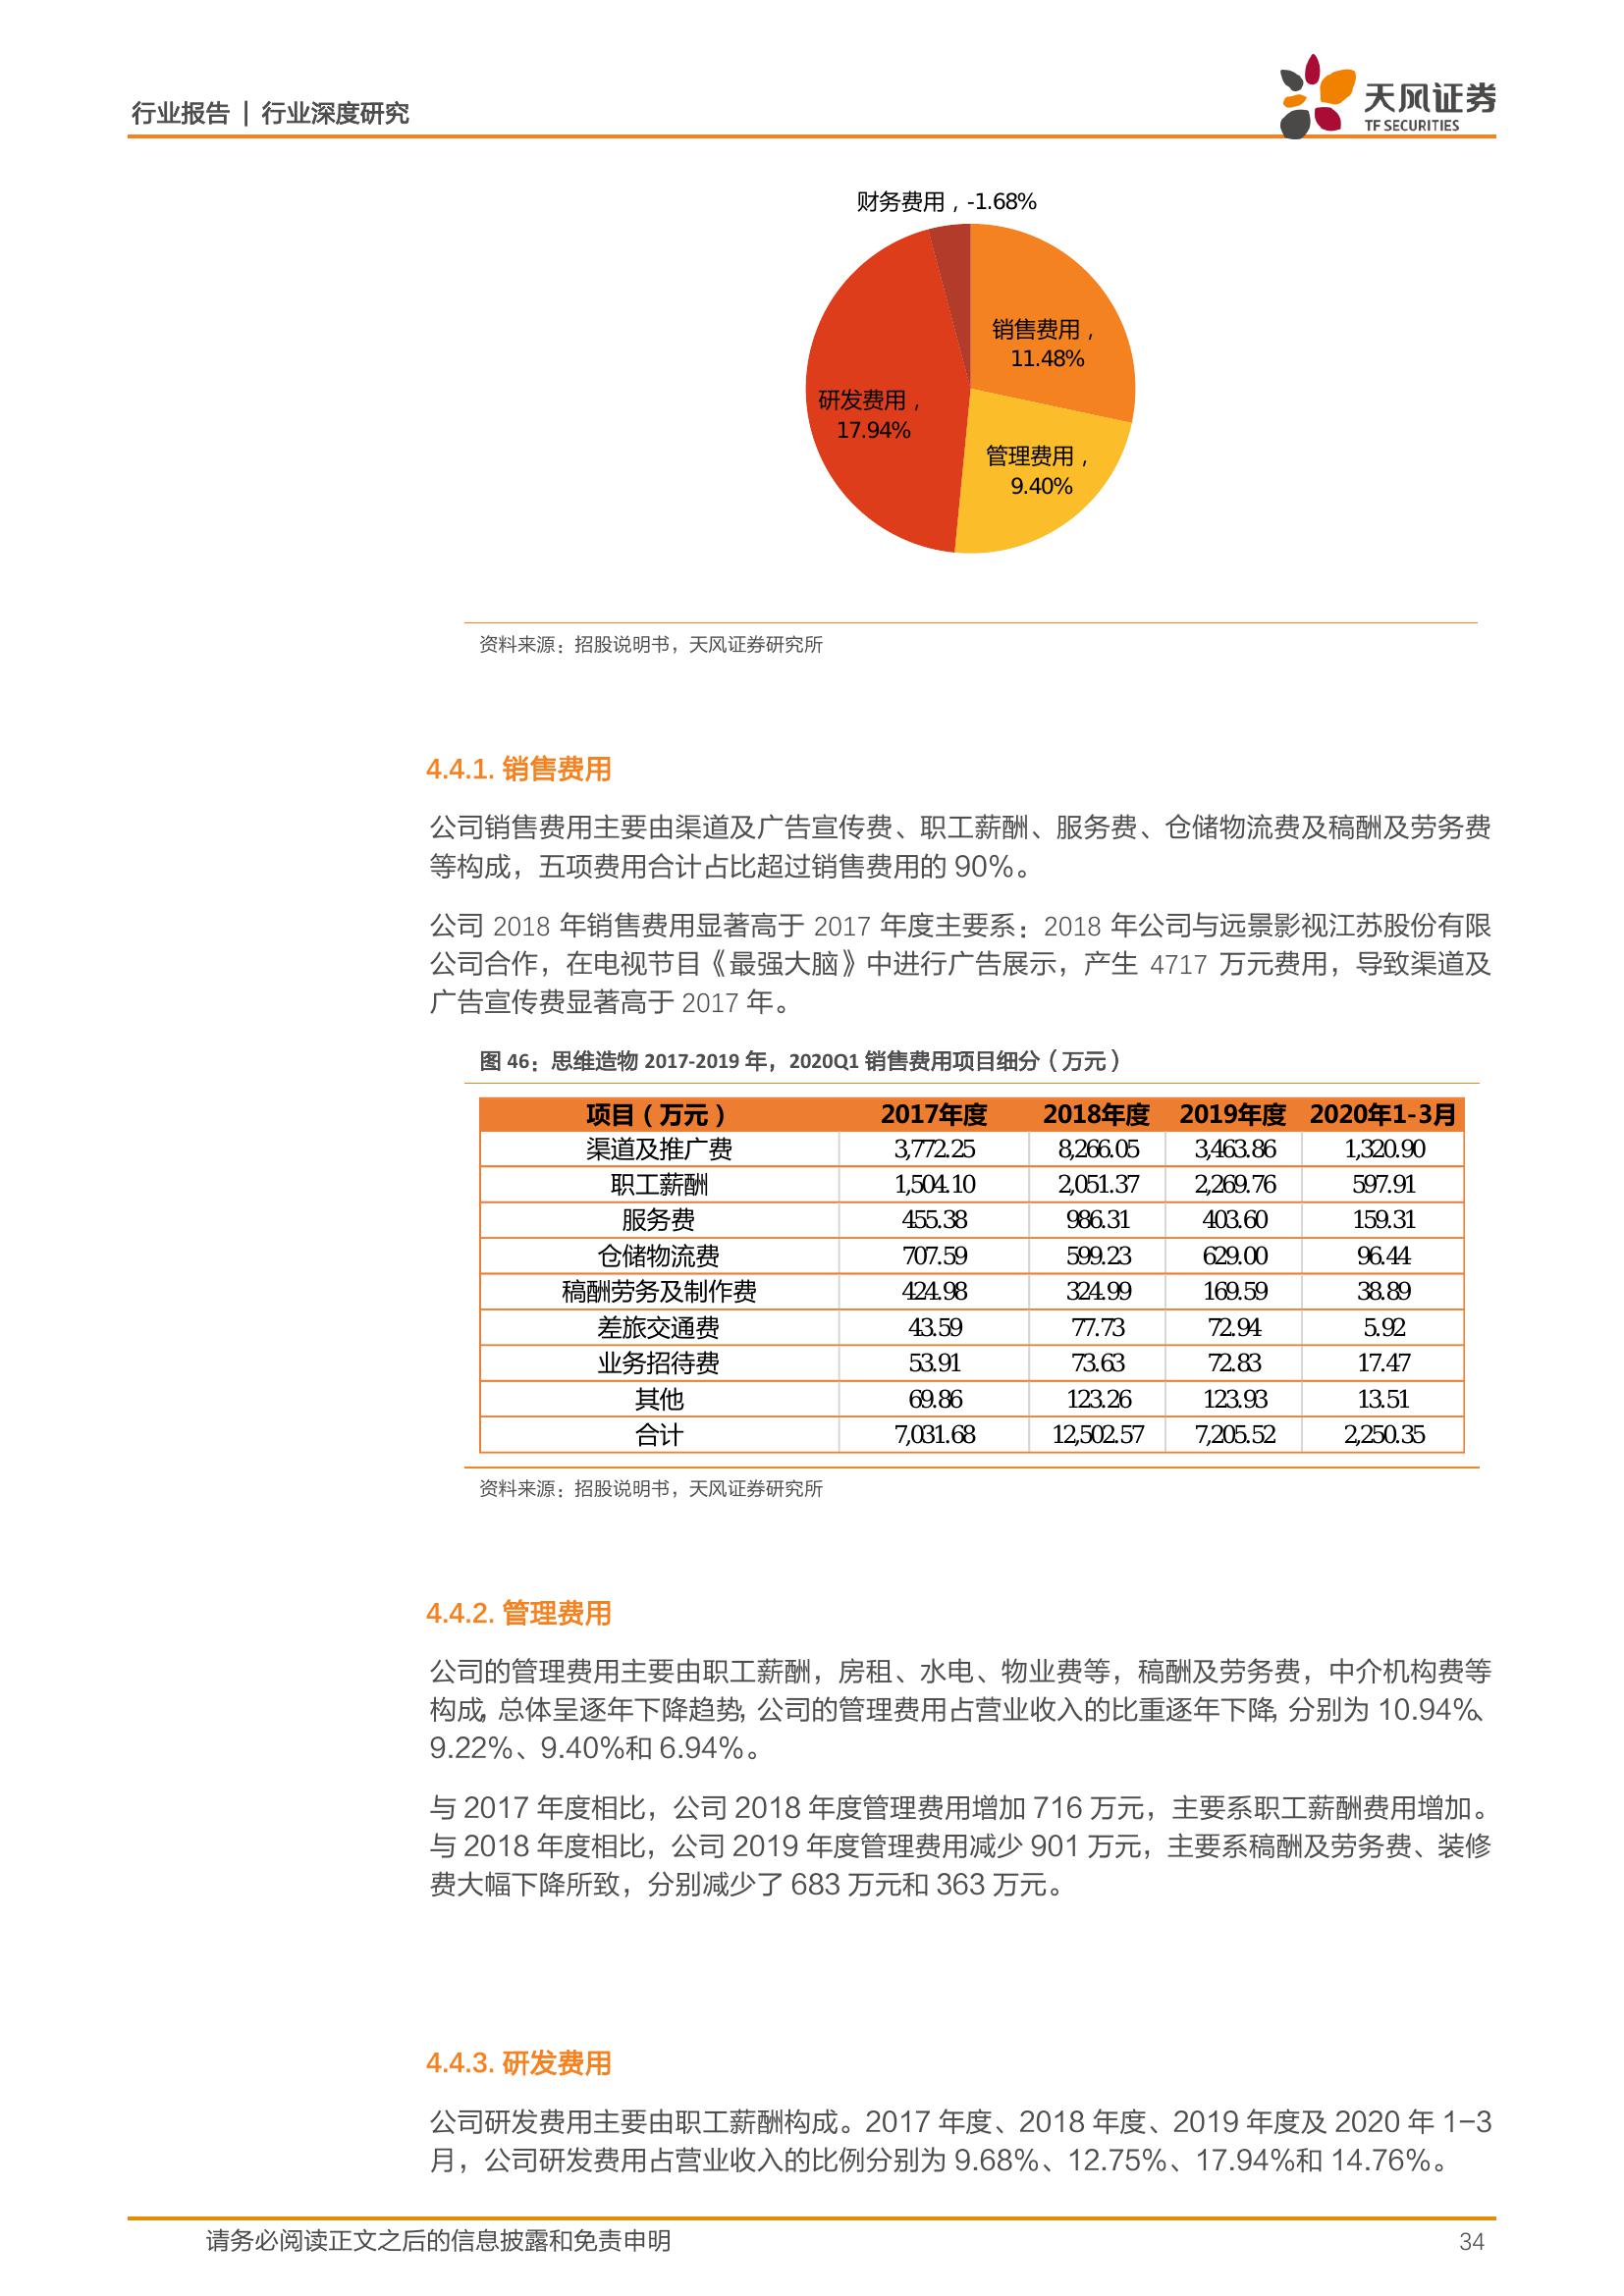 行业报告 | 行业深度研究
天风证券
TF SECURITIES
财务费用，-1.68%
销售费用，
11.48%
研发费用，
17.94%
管理费用，
9.40%
资料来源：招股说明书，天风证券研究所
4.4.1. 销售费用
公司销售费用主要由渠道及广告宣传费、职工薪酬、服务费、仓储物流费及稿酬及劳务费
等构成，五项费用合计占比超过销售费用的 90%。
公司 2018 年销售费用显著高于 2017 年度主要系：2018 年公司与远景影视江苏股份有限
公司合作，在电视节目《最强大脑》中进行广告展示，产生 4717 万元费用，导致渠道及
广告宣传费显著高于 2017 年。
图 46：思维造物 2017-2019 年，2020Q1 销售费用项目细分（万元）
项目（万元） 2017年度 2018年度 2019年度 2020年1-3月
渠道及推广费 3,772.25 8,266.05 3,463.86 1,320.90
职工薪酬 1,504.10 2,051.37 2,269.76 597.91
服务费 455.38 986.31 403.60 159.31
仓储物流费 707.59 599.23 629.00 96.44
稿酬劳务及制作费 424.98 324.99 169.59 38.89
差旅交通费 43.59 77.73 72.94 5.92
业务招待费 53.91 73.63 72.83 17.47
其他 69.86 123.26 123.93 13.51
合计 7,031.68 12,502.57 7,205.52 2,250.35
资料来源：招股说明书，天风证券研究所
4.4.2. 管理费用
公司的管理费用主要由职工薪酬，房租、水电、物业费等，稿酬及劳务费，中介机构费等
构成，总体呈逐年下降趋势，公司的管理费用占营业收入的比重逐年下降，分别为 10.94%、
9.22%、9.40%和 6.94%。
与 2017 年度相比，公司 2018 年度管理费用增加 716 万元，主要系职工薪酬费用增加。
与 2018 年度相比，公司 2019 年度管理费用减少 901 万元，主要系稿酬及劳务费、装修
费大幅下降所致，分别减少了 683 万元和 363 万元。
4.4.3. 研发费用
公司研发费用主要由职工薪酬构成。2017 年度、2018 年度、2019 年度及 2020 年 1-3
月，公司研发费用占营业收入的比例分别为 9.68%、12.75%、17.94%和 14.76%。
请务必阅读正文之后的信息披露和免责申明 34